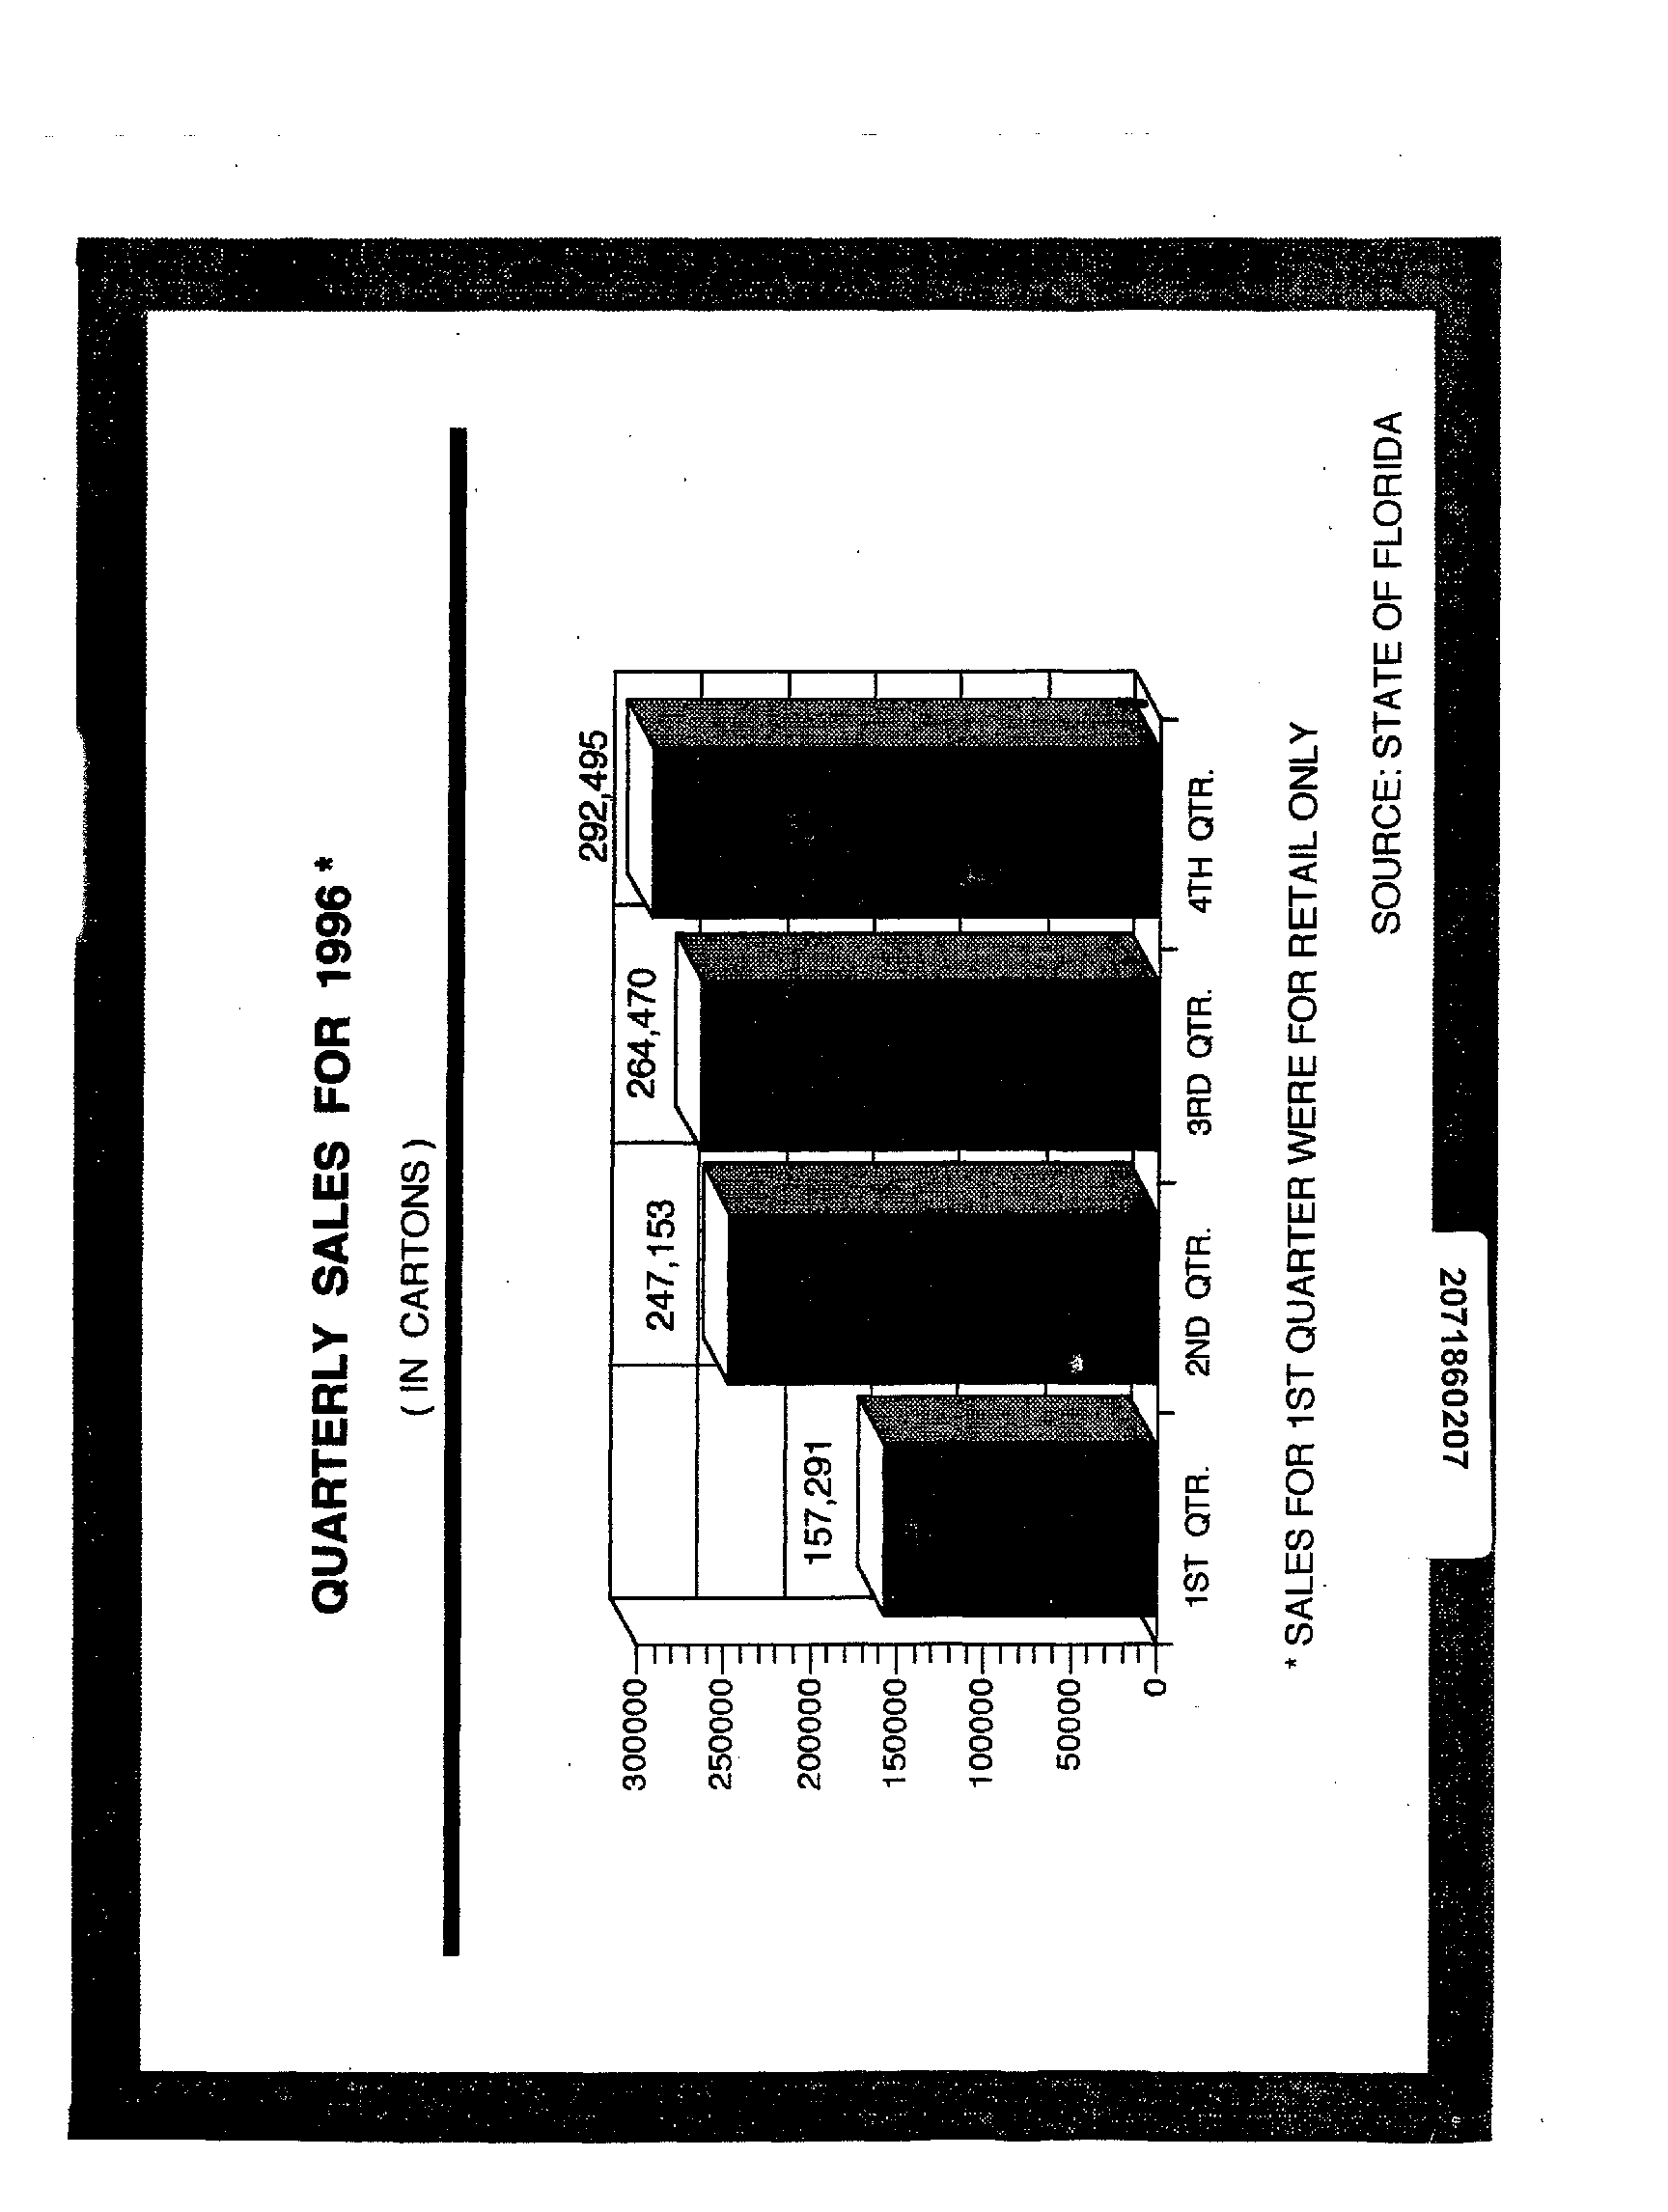 QUARTERLY SALES FOR 1996 *
( IN CARTONS )
300000
250000
200000
150000
100000
50000
0
157,291
247,153
264,470
292,495
1ST QTR.
2ND QTR.
3RD QTR.
4TH QTR.
* SALES FOR 1ST QUARTER WERE FOR RETAIL ONLY
SOURCE: STATE OF FLORIDA
2071860207